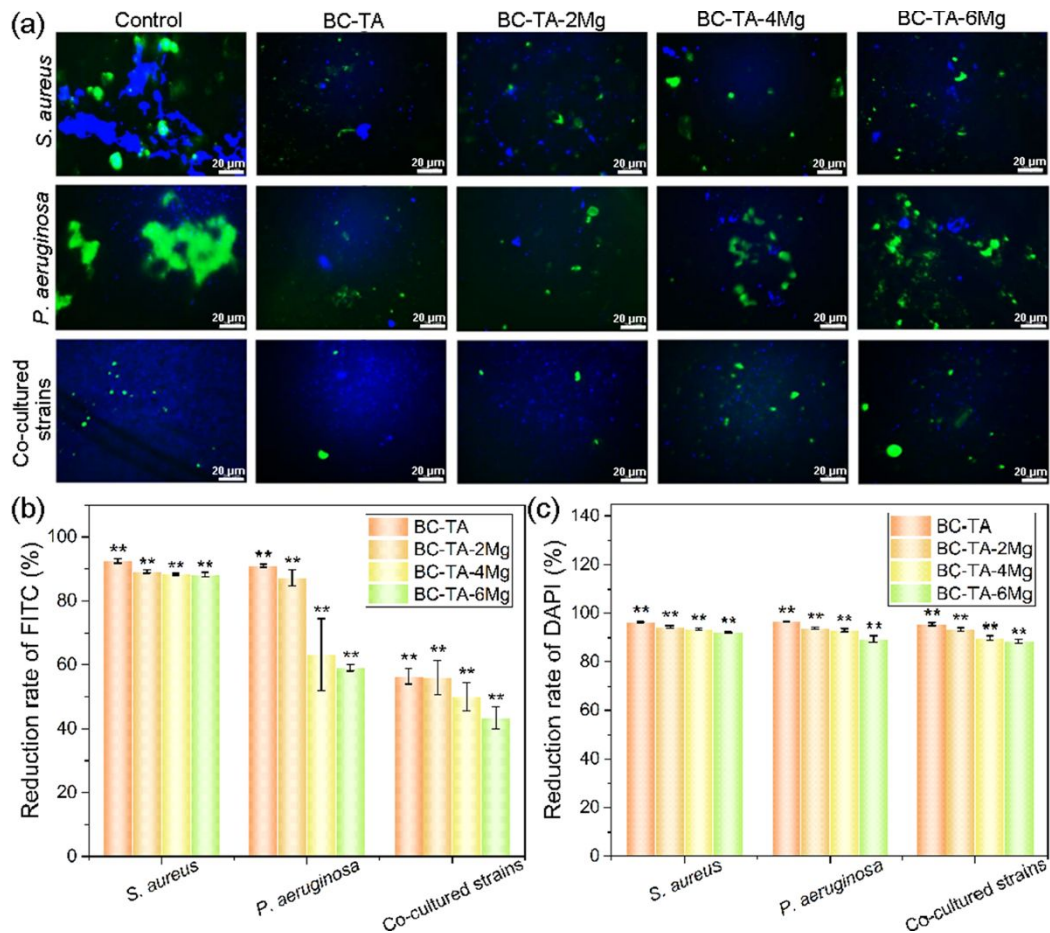 (a)
Control BC-TA BC-TA-2Mg BC-TA-4Mg BC-TA-6Mg
S. aureus
20 μm 20 μm 20 μm 20 μm 20 μm
P. aeruginosa
20 μm 20 μm 20 μm 20 μm 20 μm
Co-cultured
strains
20 μm 20 μm 20 μm 20 μm 20 μm
(b)
Reduction rate of FITC (%)
100
80
60
40
20
0
BC-TA
BC-TA-2Mg
BC-TA-4Mg
BC-TA-6Mg
** ** ** **
** ** ** **
** ** ** **
S. aureus
P. aeruginosa
Co-cultured strains
(c)
Reduction rate of DAPI (%)
140
120
100
80
60
40
20
0
BC-TA
BC-TA-2Mg
BC-TA-4Mg
BC-TA-6Mg
** ** ** **
** ** ** **
** ** ** **
S. aureus
P. aeruginosa
Co-cultured strains